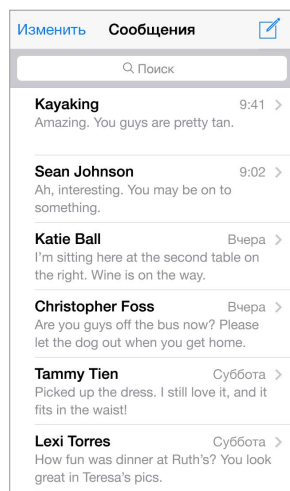 Изменить Сообщения
Поиск
Kayaking 9:41
Amazing. You guys are pretty tan.
Sean Johnson 9:02
Ah, interesting. You may be on to
something.
Katie Ball Вчера
I'm sitting here at the second table on
the right. Wine is on the way.
Christopher Foss Вчера
Are you guys off the bus now? Please
let the dog out when you get home.
Tammy Tien Суббота
Picked up the dress. I still love it, and it
fits in the waist!
Lexi Torres Суббота
How fun was dinner at Ruth's? You look
great in Teresa's pics.